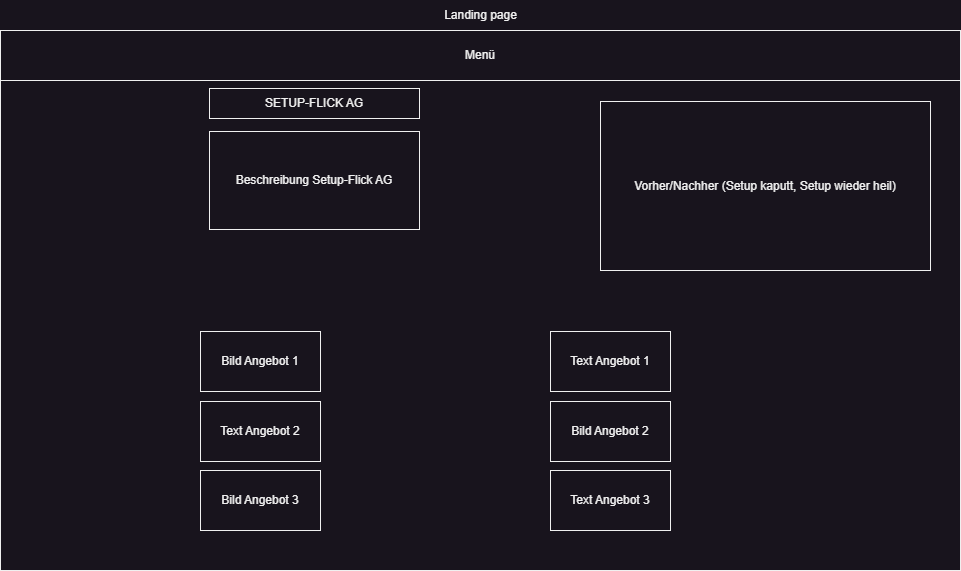 Landing page
Menü
SETUP-FLICK AG
Beschreibung Setup-Flick AG
Vorher/Nachher (Setup kaputt, Setup wieder heil)
Bild Angebot 1
Text Angebot 1
Text Angebot 2
Bild Angebot 2
Bild Angebot 3
Text Angebot 3